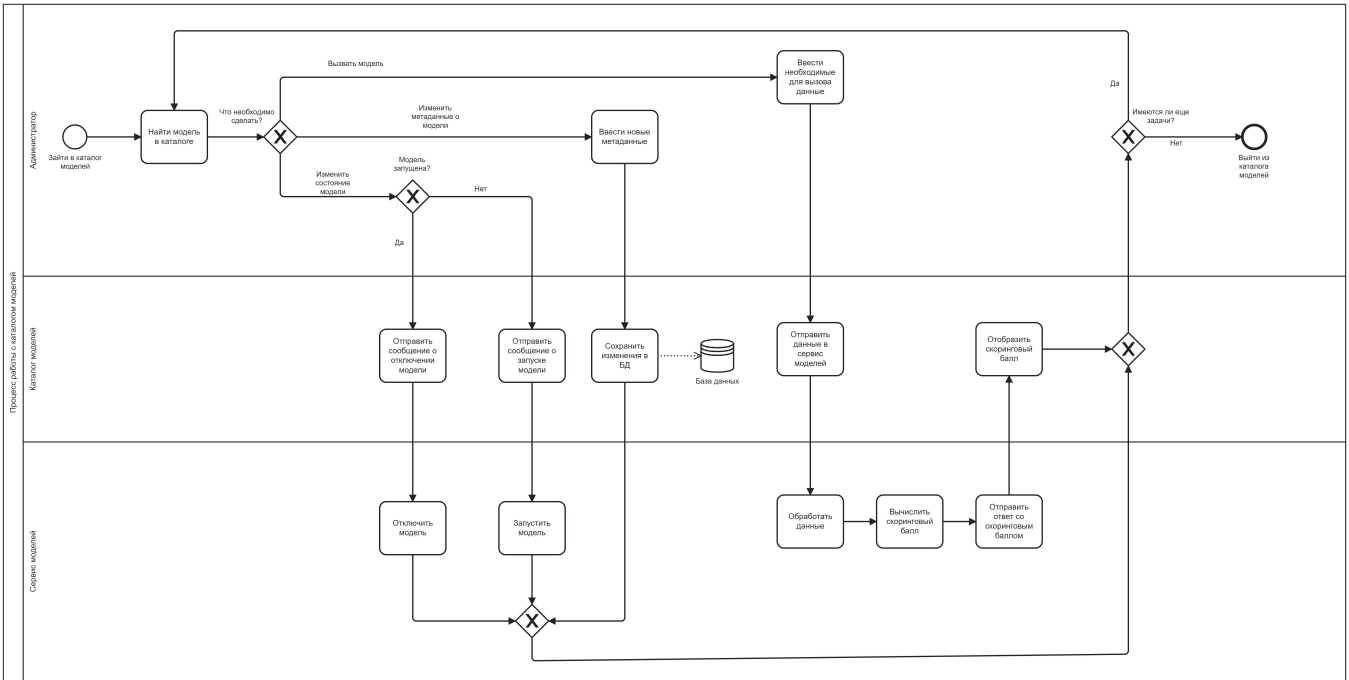 Процесс работы с каталогом моделей
Администратор
Зайти в каталог
моделей
Найти модель
в каталоге
Что необходимо
сделать?
Вызвать модель
Изменить
метаданные о
модели
Изменить
состояние
модели
Модель
запущена?
Нет
Да
Ввести новые
метаданные
Ввести
необходимые
для вызова
данные
Да
Имеются ли еще
задачи?
Нет
Выйти из
каталога
моделей
Каталог моделей
Отправить
сообщение о
отключении
модели
Отправить
сообщение о
запуске
модели
Сохранить
изменения в
БД
База данных
Отправить
данные в
сервис
моделей
Отобразить
скоринговый
балл
Сервис моделей
Отключить
модель
Запустить
модель
Обработать
данные
Вычислить
скоринговый
балл
Отправить
ответ со
скоринговым
баллом